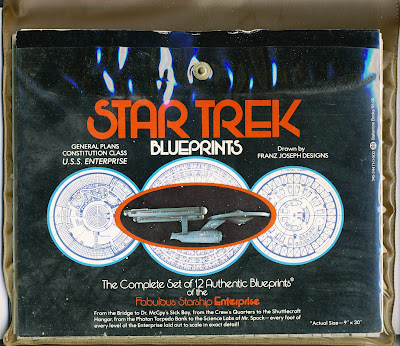 STAR TREK
BLUEPRINTS
GENERAL PLANS
CONSTITUTION CLASS
U.S.S. ENTERPRISE
Drawn by
FRANZ JOSEPH DESIGNS
The Complete Set of 12 Authentic Blueprints*
of the
Fabulous Starship Enterprise
From the Bridge to Dr. McCoy's Sick Bay, from the Crew's Quarters to the Shuttlecraft
Hangar, from the Photon Torpedo Bank to the Science Labs of Mr. Spock—every foot of
every level of the Enterprise laid out to scale in exact detail!
*Actual Size—9" x 30"